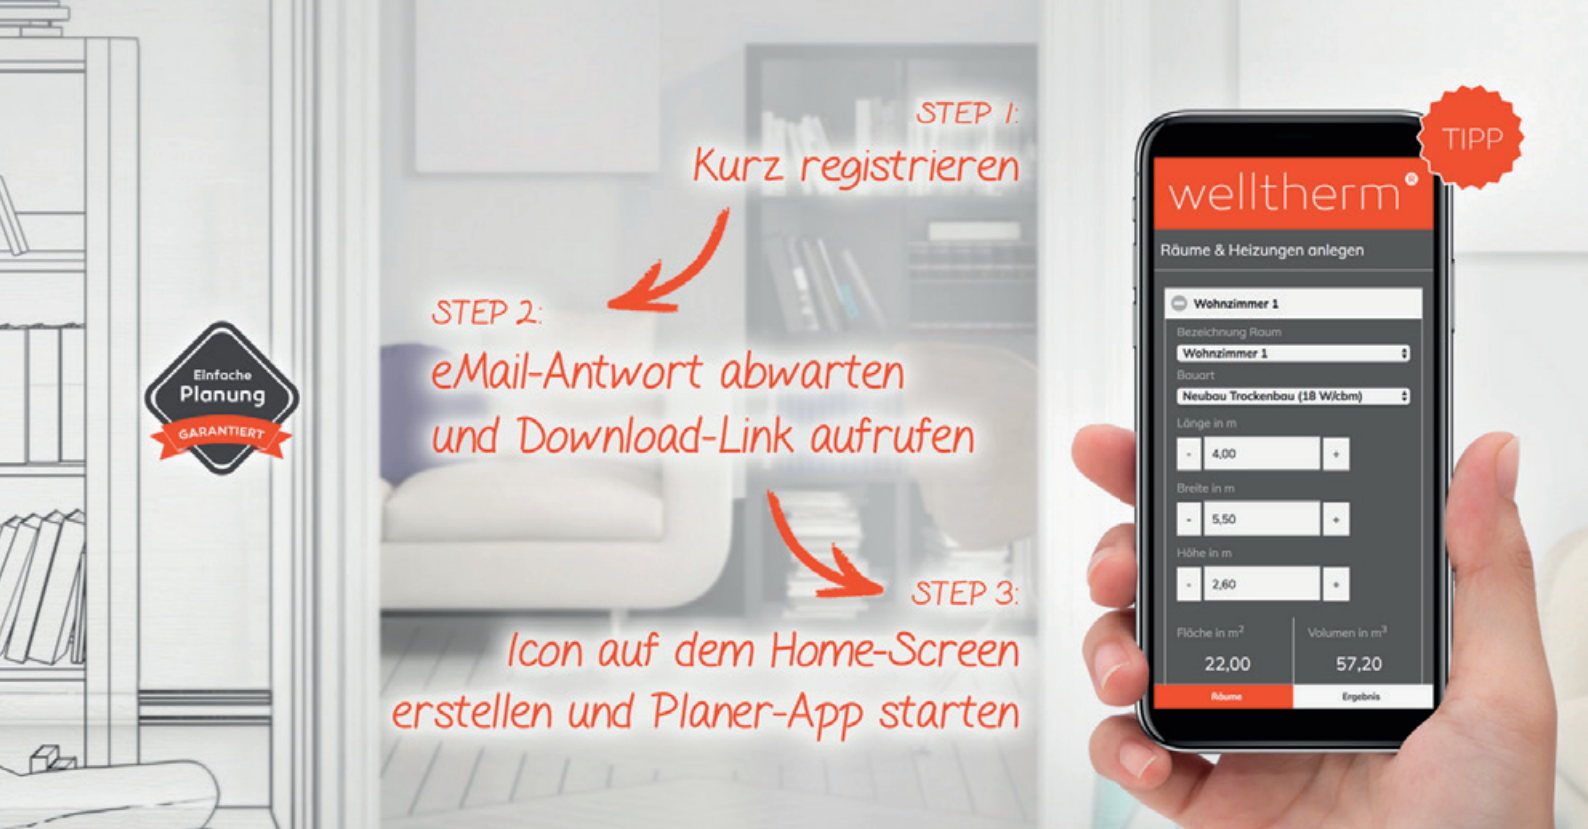 Einfache
Planung
GARANTIERT
STEP 1:
Kurz registrieren
STEP 2:
eMail-Antwort abwarten
und Download-Link aufrufen
STEP 3:
Icon auf dem Home-Screen
erstellen und Planer-App starten
TIPP
welltherm®
Räume & Heizungen anlegen
Wohnzimmer 1
Bezeichnung Raum
Wohnzimmer 1
Bauart
Neubau Trockenbau (18 W/cbm)
Länge in m
- 4,00 +
Breite in m
- 5,50 +
Höhe in m
- 2,60 +
Fläche in m² Volumen in m³
22,00 57,20
Räume Ergebnis